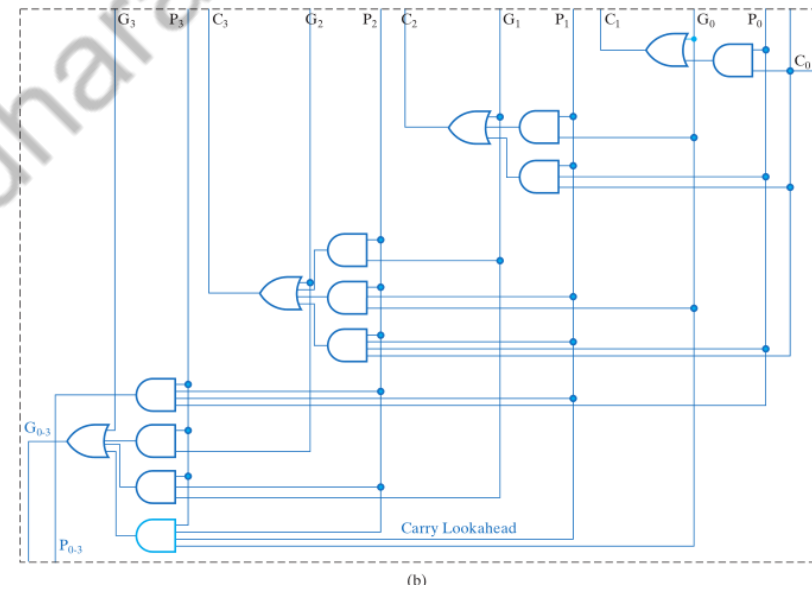 G₃ P₃ C₃ G₂ P₂ C₂ G₁ P₁ C₁ G₀ P₀
C₀
G₀₋₃
Carry Lookahead
P₀₋₃
(b)